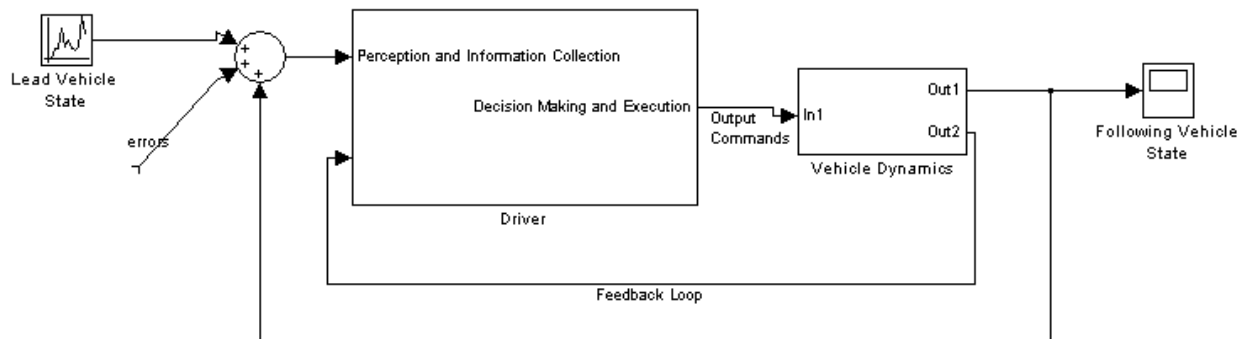 Lead Vehicle
State
errors
+
+
+
Perception and Information Collection
Decision Making and Execution
Driver
Output
Commands
In1
Out1
Out2
Vehicle Dynamics
Following Vehicle
State
Feedback Loop